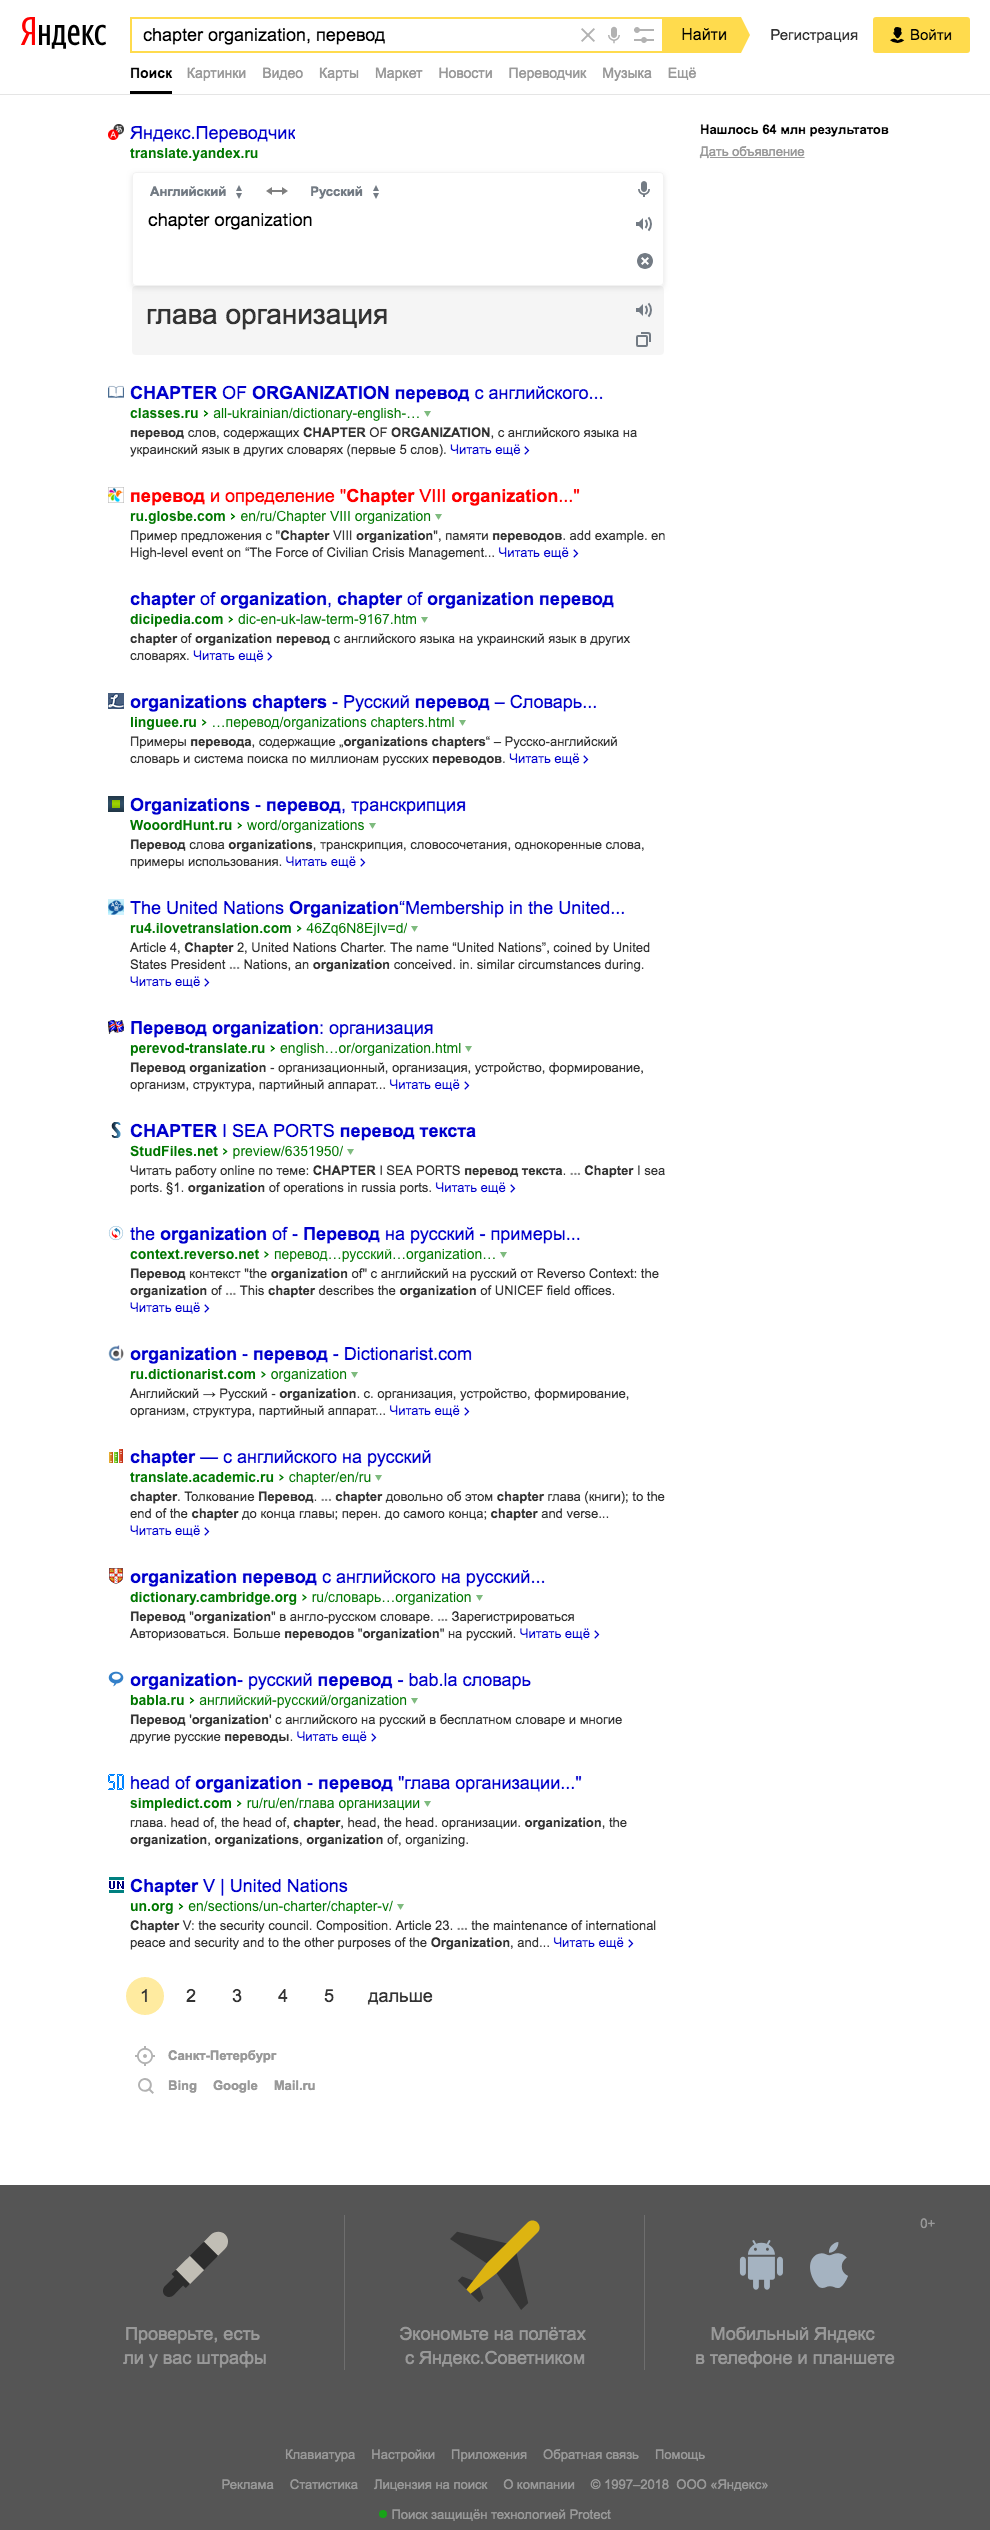 Яндекс
chapter organization, перевод
Найти
Регистрация
Войти
Поиск Картинки Видео Карты Маркет Новости Переводчик Музыка Ещё
Яндекс.Переводчик
translate.yandex.ru
Нашлось 64 млн результатов
Дать объявление
Английский Русский
chapter organization
глава организация
CHAPTER OF ORGANIZATION перевод с английского...
classes.ru › all-ukrainian/dictionary-english-…
перевод слов, содержащих CHAPTER OF ORGANIZATION, с английского языка на
украинский язык в других словарях (первые 5 слов). Читать ещё ›
перевод и определение "Chapter VIII organization..."
ru.glosbe.com › en/ru/Chapter VIII organization
Пример предложения с "Chapter VIII organization", памяти переводов. add example. en
High-level event on “The Force of Civilian Crisis Management... Читать ещё ›
chapter of organization, chapter of organization перевод
dicipedia.com › dic-en-uk-law-term-9167.htm
chapter of organization перевод с английского языка на украинский язык в других
словарях. Читать ещё ›
organizations chapters - Русский перевод – Словарь...
linguee.ru › …перевод/organizations chapters.html
Примеры перевода, содержащие „organizations chapters“ – Русско-английский
словарь и система поиска по миллионам русских переводов. Читать ещё ›
Organizations - перевод, транскрипция
WooordHunt.ru › word/organizations
Перевод слова organizations, транскрипция, словосочетания, однокоренные слова,
примеры использования. Читать ещё ›
The United Nations Organization“Membership in the United...
ru4.ilovetranslation.com › 46Zq6N8EjIv=d/
Article 4, Chapter 2, United Nations Charter. The name “United Nations”, coined by United
States President ... Nations, an organization conceived. in. similar circumstances during.
Читать ещё ›
Перевод organization: организация
perevod-translate.ru › english…or/organization.html
Перевод organization - организационный, организация, устройство, формирование,
организм, структура, партийный аппарат... Читать ещё ›
CHAPTER I SEA PORTS перевод текста
StudFiles.net › preview/6351950/
Читать работу online по теме: CHAPTER I SEA PORTS перевод текста. ... Chapter I sea
ports. §1. organization of operations in russia ports. Читать ещё ›
the organization of - Перевод на русский - примеры...
context.reverso.net › перевод…русский…organization…
Перевод контекст "the organization of" c английский на русский от Reverso Context: the
organization of ... This chapter describes the organization of UNICEF field offices.
Читать ещё ›
organization - перевод - Dictionarist.com
ru.dictionarist.com › organization
Английский → Русский - organization. с. организация, устройство, формирование,
организм, структура, партийный аппарат... Читать ещё ›
chapter — с английского на русский
translate.academic.ru › chapter/en/ru
chapter. Толкование Перевод. ... chapter довольно об этом chapter глава (книги); to the
end of the chapter до конца главы; перен. до самого конца; chapter and verse...
Читать ещё ›
organization перевод с английского на русский...
dictionary.cambridge.org › ru/словарь…organization
Перевод "organization" в англо-русском словаре. ... Зарегистрироваться
Авторизоваться. Больше переводов "organization" на русский. Читать ещё ›
organization- русский перевод - bab.la словарь
babla.ru › английский-русский/organization
Перевод 'organization' с английского на русский в бесплатном словаре и многие
другие русские переводы. Читать ещё ›
head of organization - перевод "глава организации..."
simpledict.com › ru/ru/en/глава организации
глава. head of, the head of, chapter, head, the head. организации. organization, the
organization, organizations, organization of, organizing.
Chapter V | United Nations
un.org › en/sections/un-charter/chapter-v/
Chapter V: the security council. Composition. Article 23. ... the maintenance of international
peace and security and to the other purposes of the Organization, and... Читать ещё ›
1 2 3 4 5 дальше
Санкт-Петербург
Bing Google Mail.ru
0+
Проверьте, есть
ли у вас штрафы
Экономьте на полётах
с Яндекс.Советником
Мобильный Яндекс
в телефоне и планшете
Клавиатура Настройки Приложения Обратная связь Помощь
Реклама Статистика Лицензия на поиск О компании © 1997–2018 ООО «Яндекс»
Поиск защищён технологией Protect